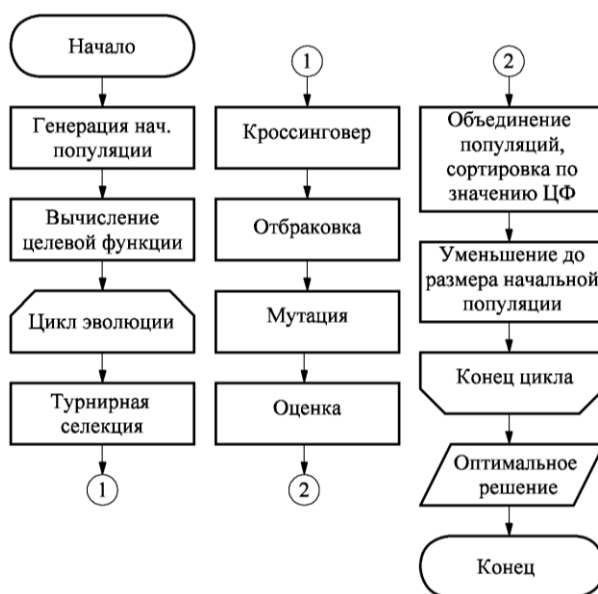 Начало
Генерация нач.
популяции
Вычисление
целевой функции
Цикл эволюции
Турнирная
селекция
1
1
Кроссинговер
Отбраковка
Мутация
Оценка
2
2
Объединение
популяций,
сортировка по
значению ЦФ
Уменьшение до
размера начальной
популяции
Конец цикла
Оптимальное
решение
Конец